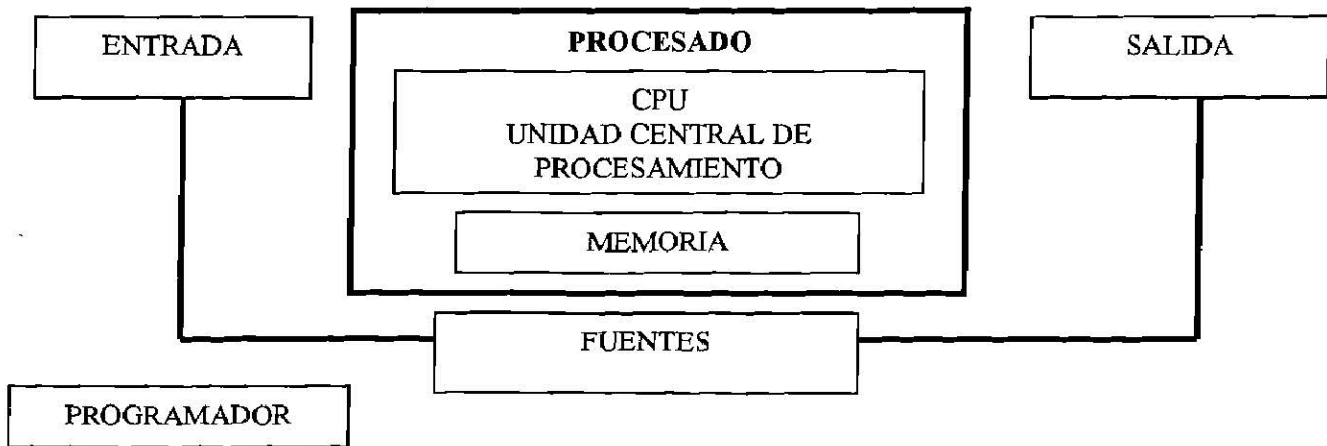 ENTRADA
PROCESADO
SALIDA
CPU
UNIDAD CENTRAL DE
PROCESAMIENTO
MEMORIA
FUENTES
PROGRAMADOR